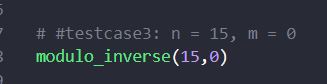 # #testcase3: n = 15, m = 0
modulo_inverse(15,0)